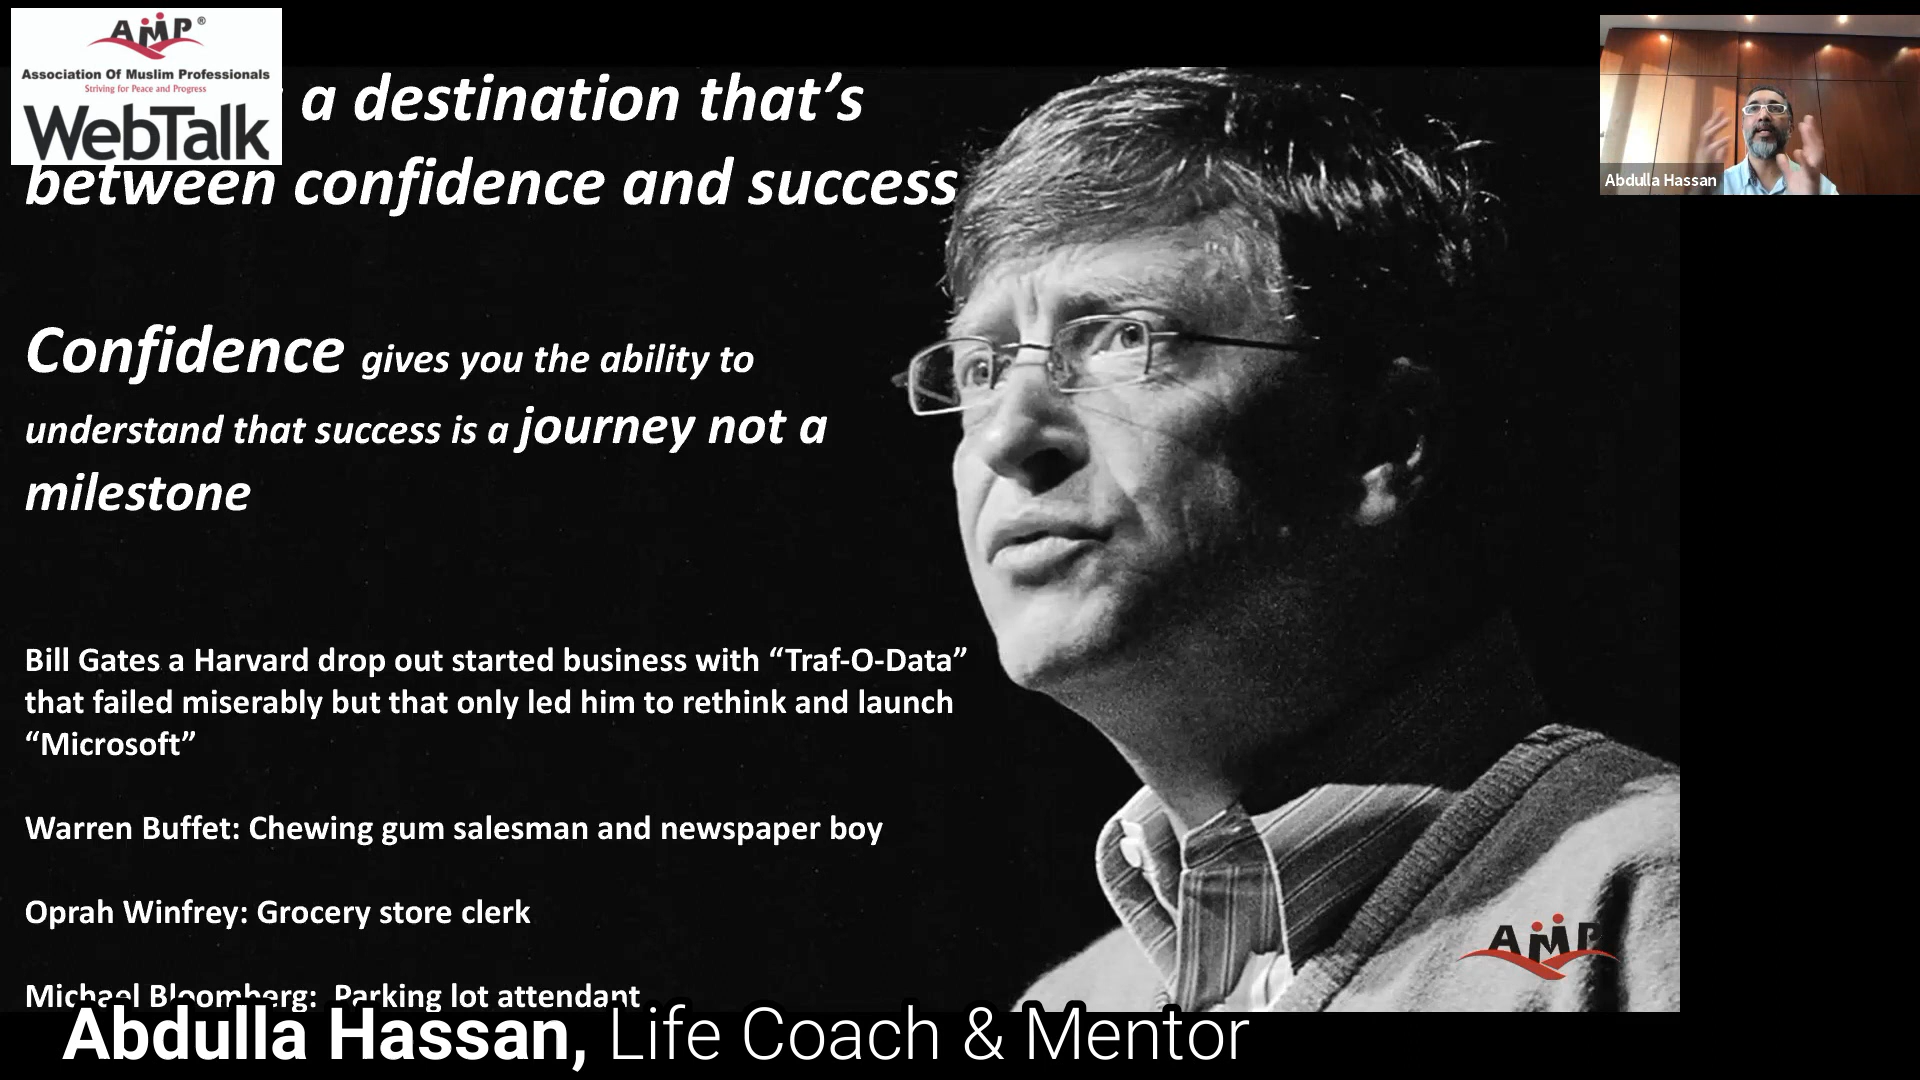 AMP®
Association Of Muslim Professionals
Striving for Peace and Progress
WebTalk
a destination that’s
between confidence and success
Confidence gives you the ability to
understand that success is a journey not a
milestone
Bill Gates a Harvard drop out started business with “Traf-O-Data”
that failed miserably but that only led him to rethink and launch
“Microsoft”
Warren Buffet: Chewing gum salesman and newspaper boy
Oprah Winfrey: Grocery store clerk
Michael Bloomberg: Parking lot attendant
Abdulla Hassan
AMP
Abdulla Hassan, Life Coach & Mentor